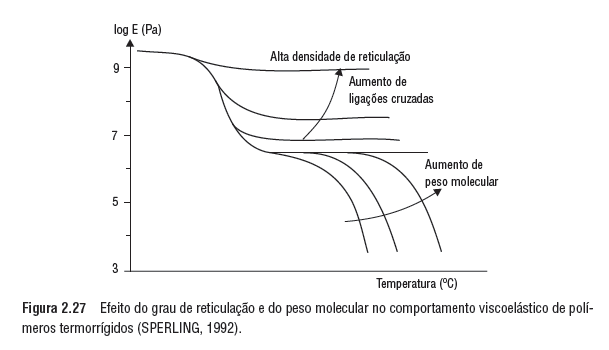 log E (Pa)
Alta densidade de reticulação
9
Aumento de
ligações cruzadas
7
Aumento de
peso molecular
5
3
Temperatura (ºC)
Figura 2.27 Efeito do grau de reticulação e do peso molecular no comportamento viscoelástico de polí-
meros termorrígidos (SPERLING, 1992).